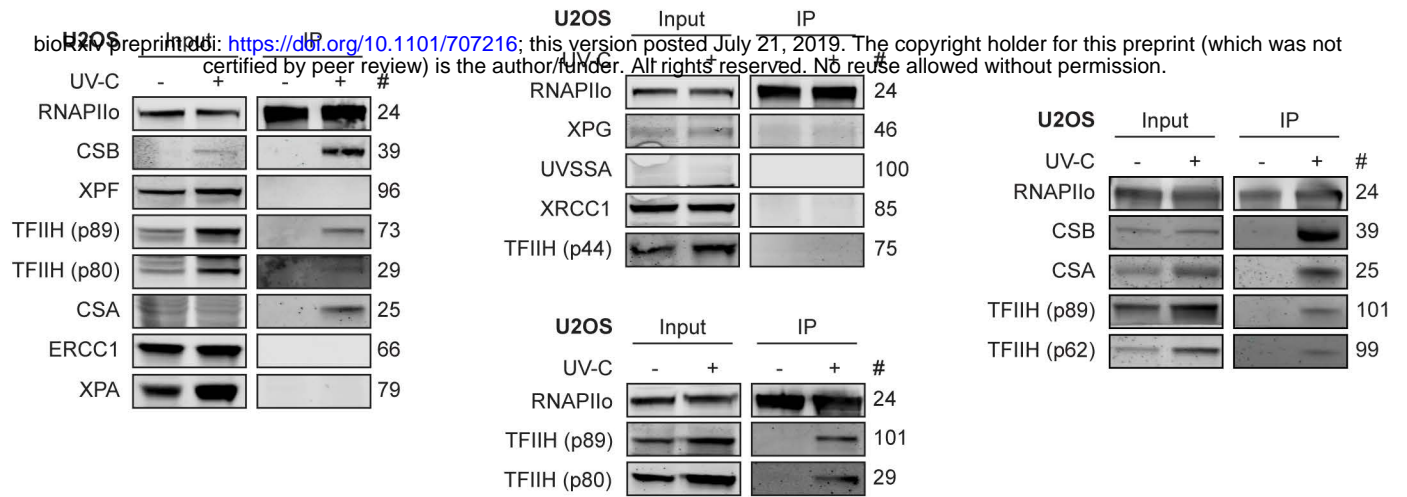 bioRxiv preprint doi: https://doi.org/10.1101/707216; this version posted July 21, 2019. The copyright holder for this preprint (which was not
certified by peer review) is the author/funder. All rights reserved. No reuse allowed without permission.
U2OS Input IP
UV-C - + - + #
RNAPIIo 24
CSB 39
XPF 96
TFIIH (p89) 73
TFIIH (p80) 29
CSA 25
ERCC1 66
XPA 79
U2OS Input IP
UV-C - + - + #
RNAPIIo 24
XPG 46
UVSSA 100
XRCC1 85
TFIIH (p44) 75
U2OS Input IP
UV-C - + - + #
RNAPIIo 24
TFIIH (p89) 101
TFIIH (p80) 29
U2OS Input IP
UV-C - + - + #
RNAPIIo 24
CSB 39
CSA 25
TFIIH (p89) 101
TFIIH (p62) 99